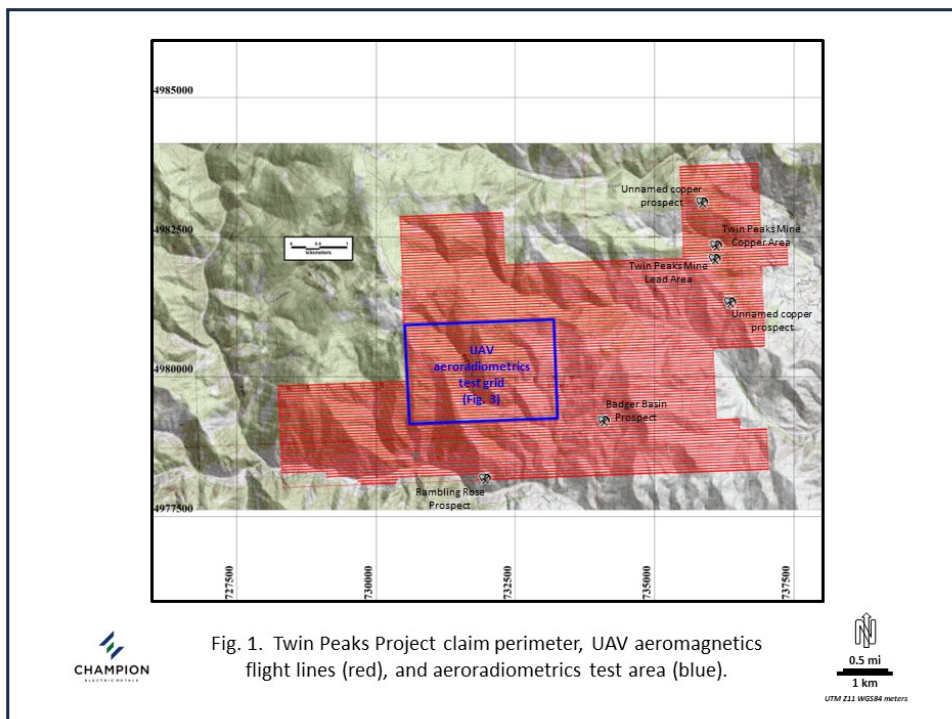 4985000
Unnamed copper
prospect
4982500
Twin Peaks Mine
Copper Area
kilometers
Twin Peaks Mine
Lead Area
Unnamed copper
prospect
UAV
aeroradiometrics
test grid
(Fig. 3)
4980000
Badger Basin
Prospect
Rambling Rose
Prospect
4977500
727500
730000
732500
735000
737500
CHAMPION
ELECTRIC METALS
Fig. 1. Twin Peaks Project claim perimeter, UAV aeromagnetics
flight lines (red), and aeroradiometrics test area (blue).
N
0.5 mi
1 km
UTM Z11 WGS84 meters